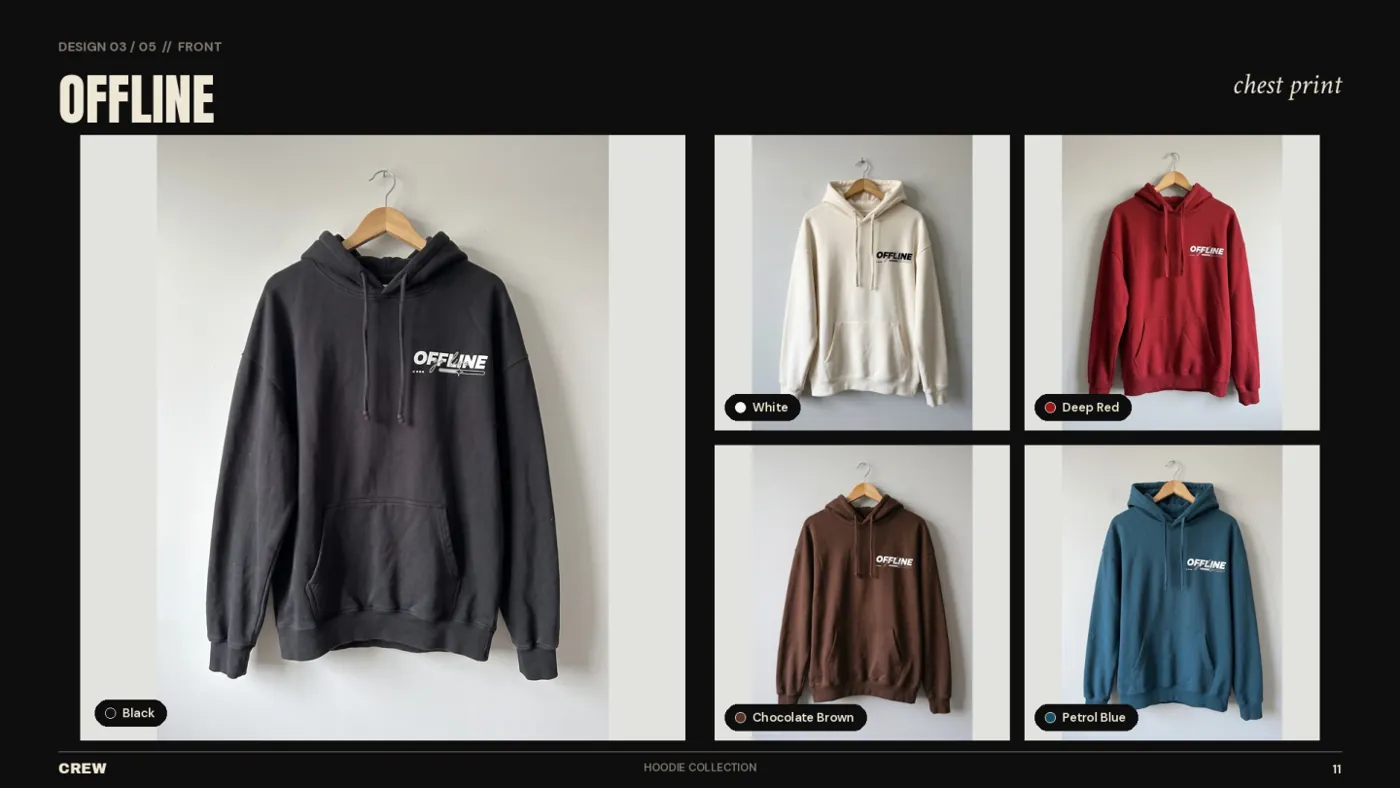 DESIGN 03 / 05 // FRONT
OFFLINE
chest print
OFFLINE
Black
OFFLINE
White
OFFLINE
Deep Red
OFFLINE
Chocolate Brown
OFFLINE
Petrol Blue
CREW
HOODIE COLLECTION
11